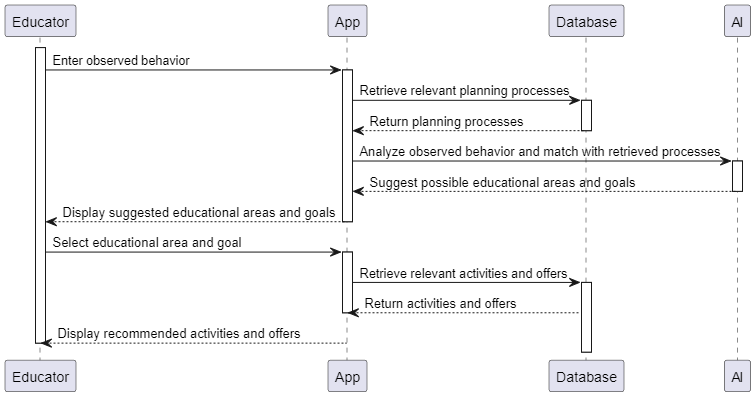 Educator
App
Database
AI
Enter observed behavior
Retrieve relevant planning processes
Return planning processes
Analyze observed behavior and match with retrieved processes
Suggest possible educational areas and goals
Display suggested educational areas and goals
Select educational area and goal
Retrieve relevant activities and offers
Return activities and offers
Display recommended activities and offers
Educator
App
Database
AI